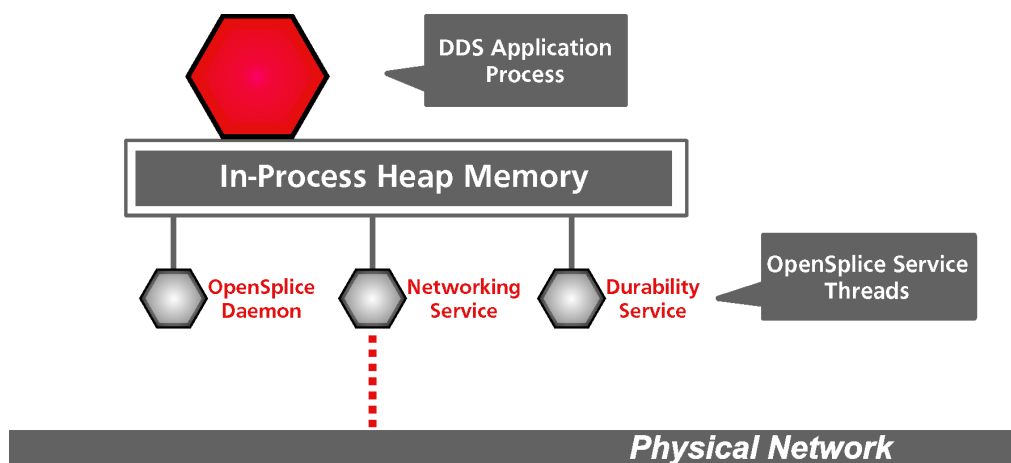 DDS Application
Process
In-Process Heap Memory
OpenSplice
Daemon
Networking
Service
Durability
Service
OpenSplice Service
Threads
Physical Network